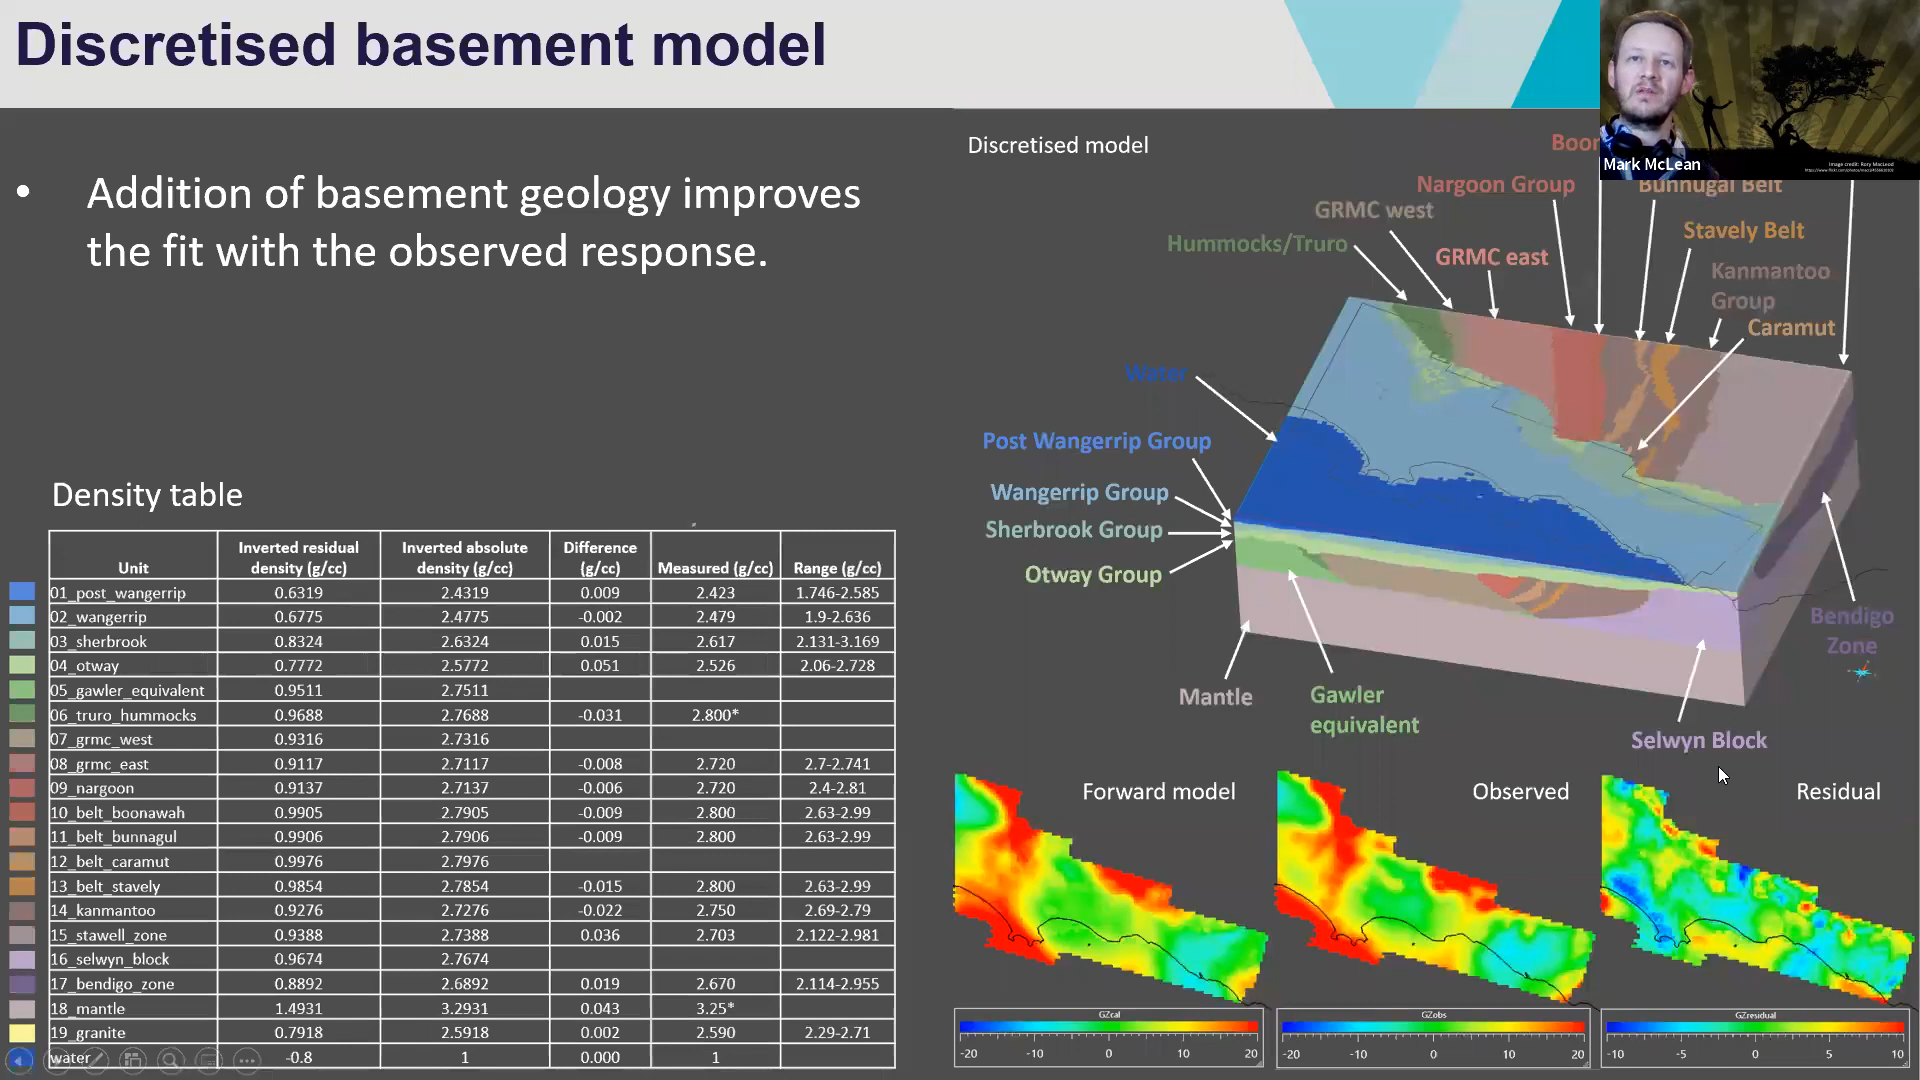 Discretised basement model
Mark McLean
• Addition of basement geology improves
the fit with the observed response.
Density table
Unit Inverted residual density (g/cc) Inverted absolute density (g/cc) Difference (g/cc) Measured (g/cc) Range (g/cc)
01_post_wangerrip 0.6319 2.4319 0.009 2.423 1.746-2.585
02_wangerrip 0.6775 2.4775 -0.002 2.479 1.9-2.636
03_sherbrook 0.8324 2.6324 0.015 2.617 2.131-3.169
04_otway 0.7772 2.5772 0.051 2.526 2.06-2.728
05_gawler_equivalent 0.9511 2.7511
06_truro_hummocks 0.9688 2.7688 -0.031 2.800*
07_grmc_west 0.9316 2.7316
08_grmc_east 0.9117 2.7117 -0.008 2.720 2.7-2.741
09_nargoon 0.9137 2.7137 -0.006 2.720 2.4-2.81
10_belt_boonawah 0.9905 2.7905 -0.009 2.800 2.63-2.99
11_belt_bunnagul 0.9906 2.7906 -0.009 2.800 2.63-2.99
12_belt_caramut 0.9976 2.7976
13_belt_stavely 0.9854 2.7854 -0.015 2.800 2.63-2.99
14_kanmantoo 0.9276 2.7276 -0.022 2.750 2.69-2.79
15_stawell_zone 0.9388 2.7388 0.036 2.703 2.122-2.981
16_selwyn_block 0.9674 2.7674
17_bendigo_zone 0.8892 2.6892 0.019 2.670 2.114-2.955
18_mantle 1.4931 3.2931 0.043 3.25*
19_granite 0.7918 2.5918 0.002 2.590 2.29-2.71
water -0.8 1 0.000 1
Discretised model
Boor
Nargoon Group
Bunnugal Belt
GRMC west
Stavely Belt
Hummocks/Truro
GRMC east
Kanmantoo
Group
Caramut
Water
Post Wangerrip Group
Wangerrip Group
Sherbrook Group
Otway Group
Bendigo
Zone
Mantle
Gawler
equivalent
Selwyn Block
Forward model
Observed
Residual
GZcal
-20 -10 0 10 20
GZobs
-20 -10 0 10 20
GZresidual
-10 -5 0 5 10